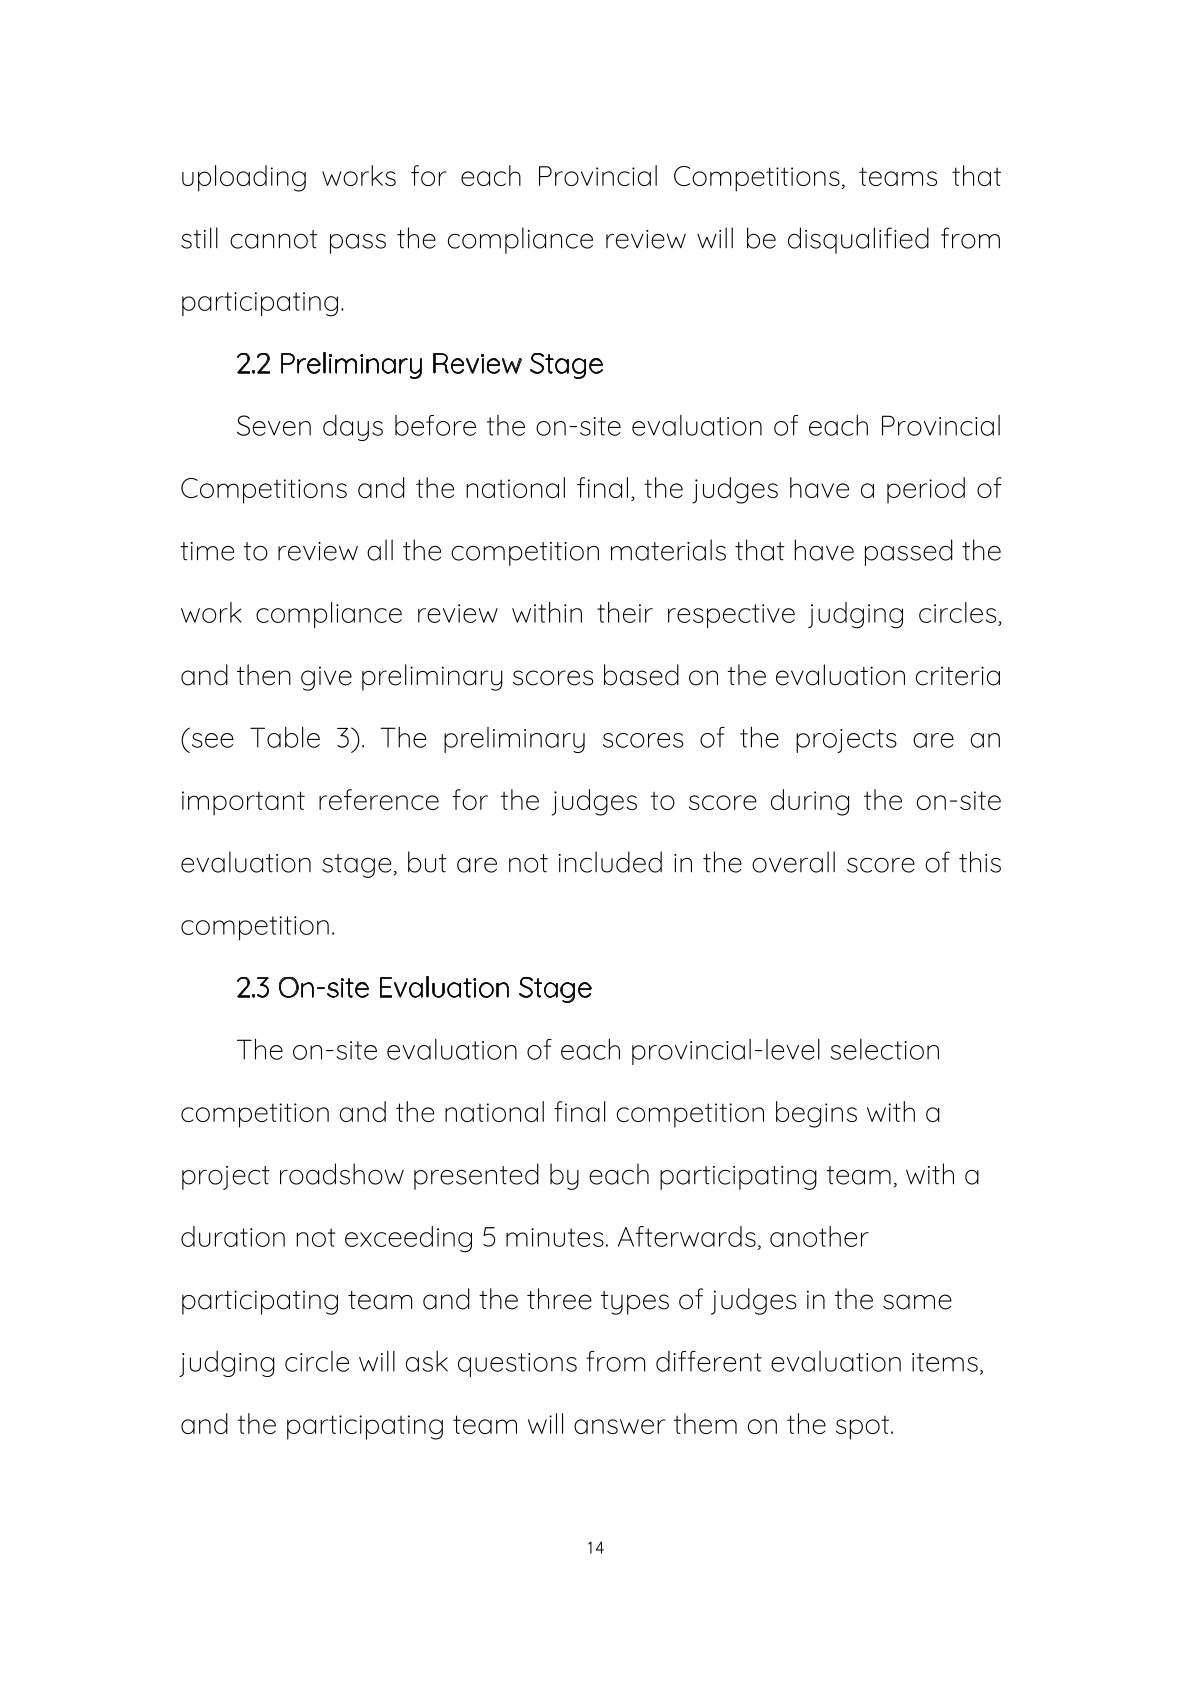 uploading works for each Provincial Competitions, teams that
still cannot pass the compliance review will be disqualified from
participating.
2.2 Preliminary Review Stage
Seven days before the on-site evaluation of each Provincial
Competitions and the national final, the judges have a period of
time to review all the competition materials that have passed the
work compliance review within their respective judging circles,
and then give preliminary scores based on the evaluation criteria
(see Table 3). The preliminary scores of the projects are an
important reference for the judges to score during the on-site
evaluation stage, but are not included in the overall score of this
competition.
2.3 On-site Evaluation Stage
The on-site evaluation of each provincial-level selection
competition and the national final competition begins with a
project roadshow presented by each participating team, with a
duration not exceeding 5 minutes. Afterwards, another
participating team and the three types of judges in the same
judging circle will ask questions from different evaluation items,
and the participating team will answer them on the spot.
14